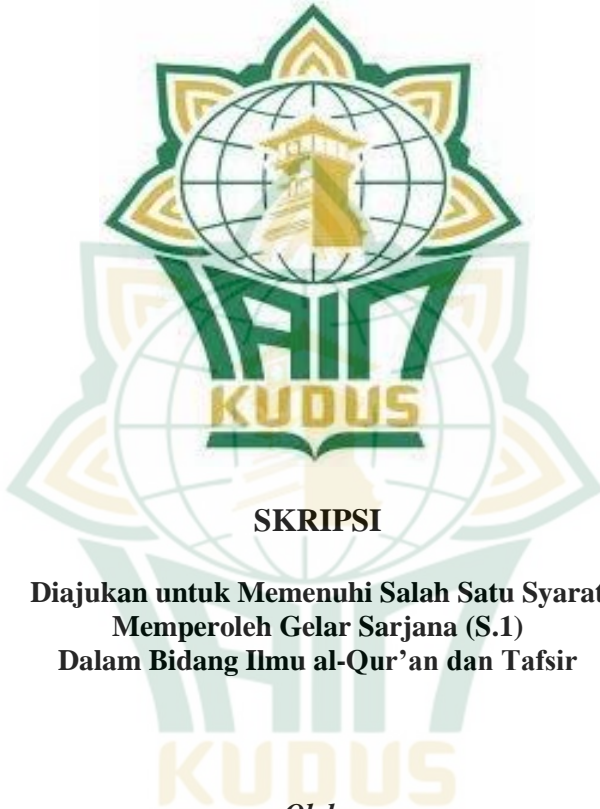 IAIN
KUDUS
SKRIPSI
Diajukan untuk Memenuhi Salah Satu Syarat
Memperoleh Gelar Sarjana (S.1)
Dalam Bidang Ilmu al-Qur’an dan Tafsir
KUDUS